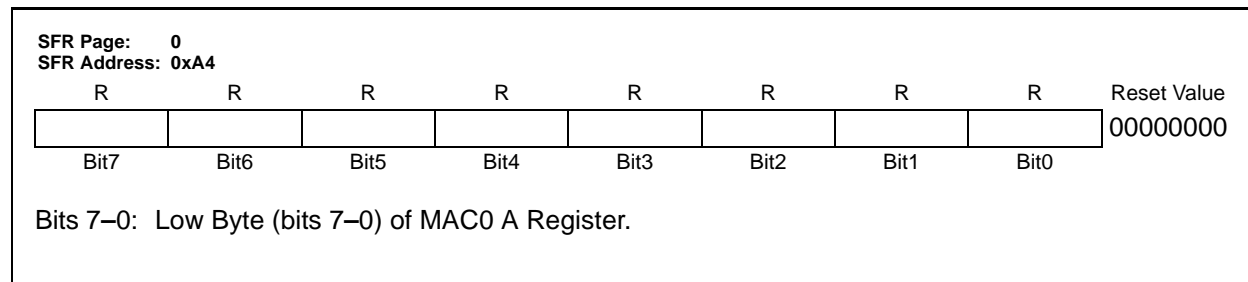 SFR Page: 0
SFR Address: 0xA4
R R R R R R R R Reset Value
00000000
Bit7 Bit6 Bit5 Bit4 Bit3 Bit2 Bit1 Bit0
Bits 7–0: Low Byte (bits 7–0) of MAC0 A Register.